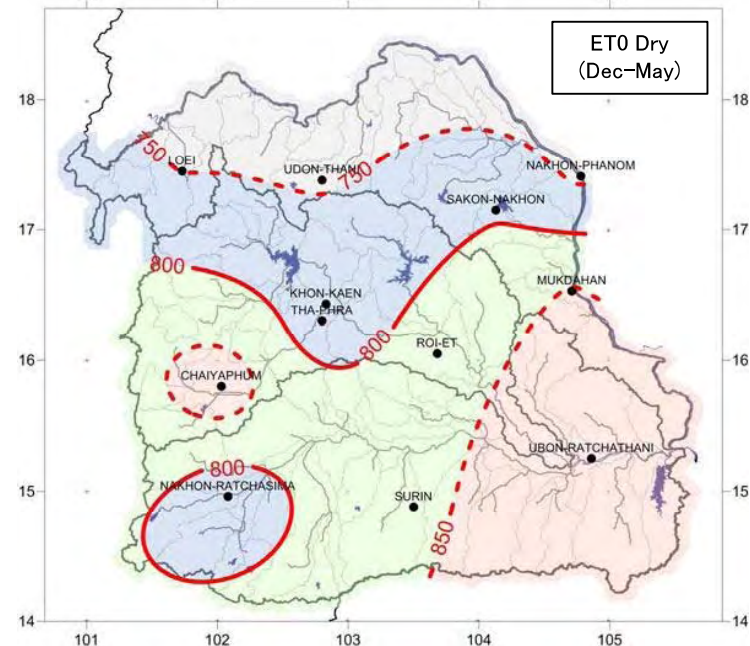 ET0 Dry
(Dec-May)
18
18
750
LOEI
UDON-THANI
750
NAKHON-PHANOM
SAKON-NAKHON
17
17
800
MUKDAHAN
KHON-KAEN
THA-PHRA
800
ROI-ET
16
16
CHAIYAPHUM
UBON-RATCHATHANI
800
NAKHON-RATCHASIMA
15
15
SURIN
850
14
14
101
102
103
104
105